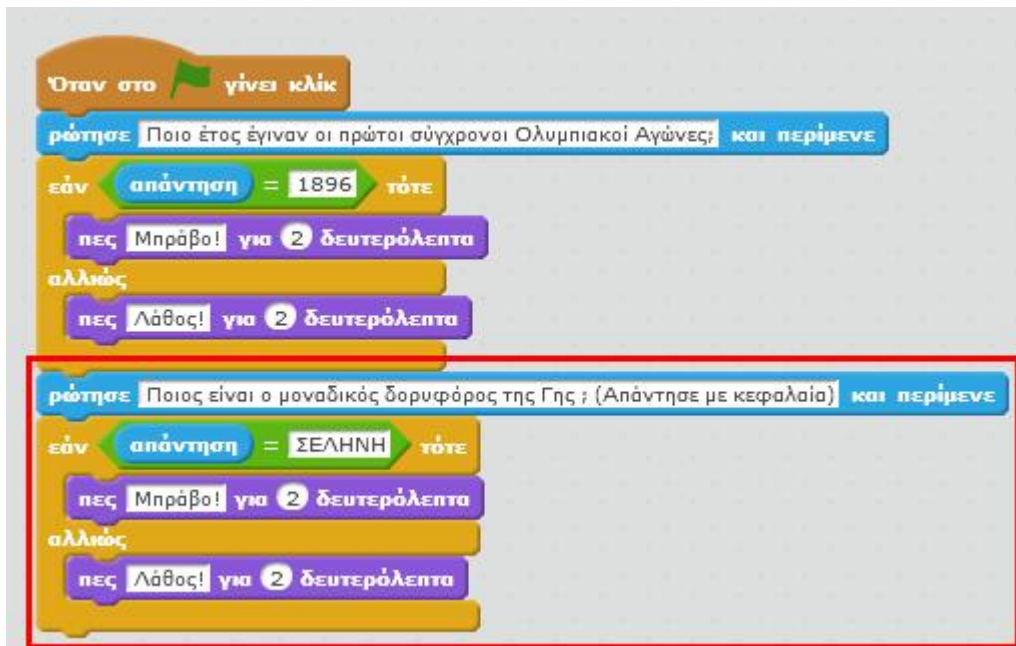 Όταν στο γίνει κλίκ
ρώτησε Ποιο έτος έγιναν οι πρώτοι σύγχρονοι Ολυμπιακοί Αγώνες; και περίμενε
εάν απάντηση = 1896 τότε
πες Μπράβο! για 2 δευτερόλεπτα
αλλιώς
πες Λάθος! για 2 δευτερόλεπτα
ρώτησε Ποιος είναι ο μοναδικός δορυφόρος της Γης ; (Απάντησε με κεφαλαία) και περίμενε
εάν απάντηση = ΣΕΛΗΝΗ τότε
πες Μπράβο! για 2 δευτερόλεπτα
αλλιώς
πες Λάθος! για 2 δευτερόλεπτα